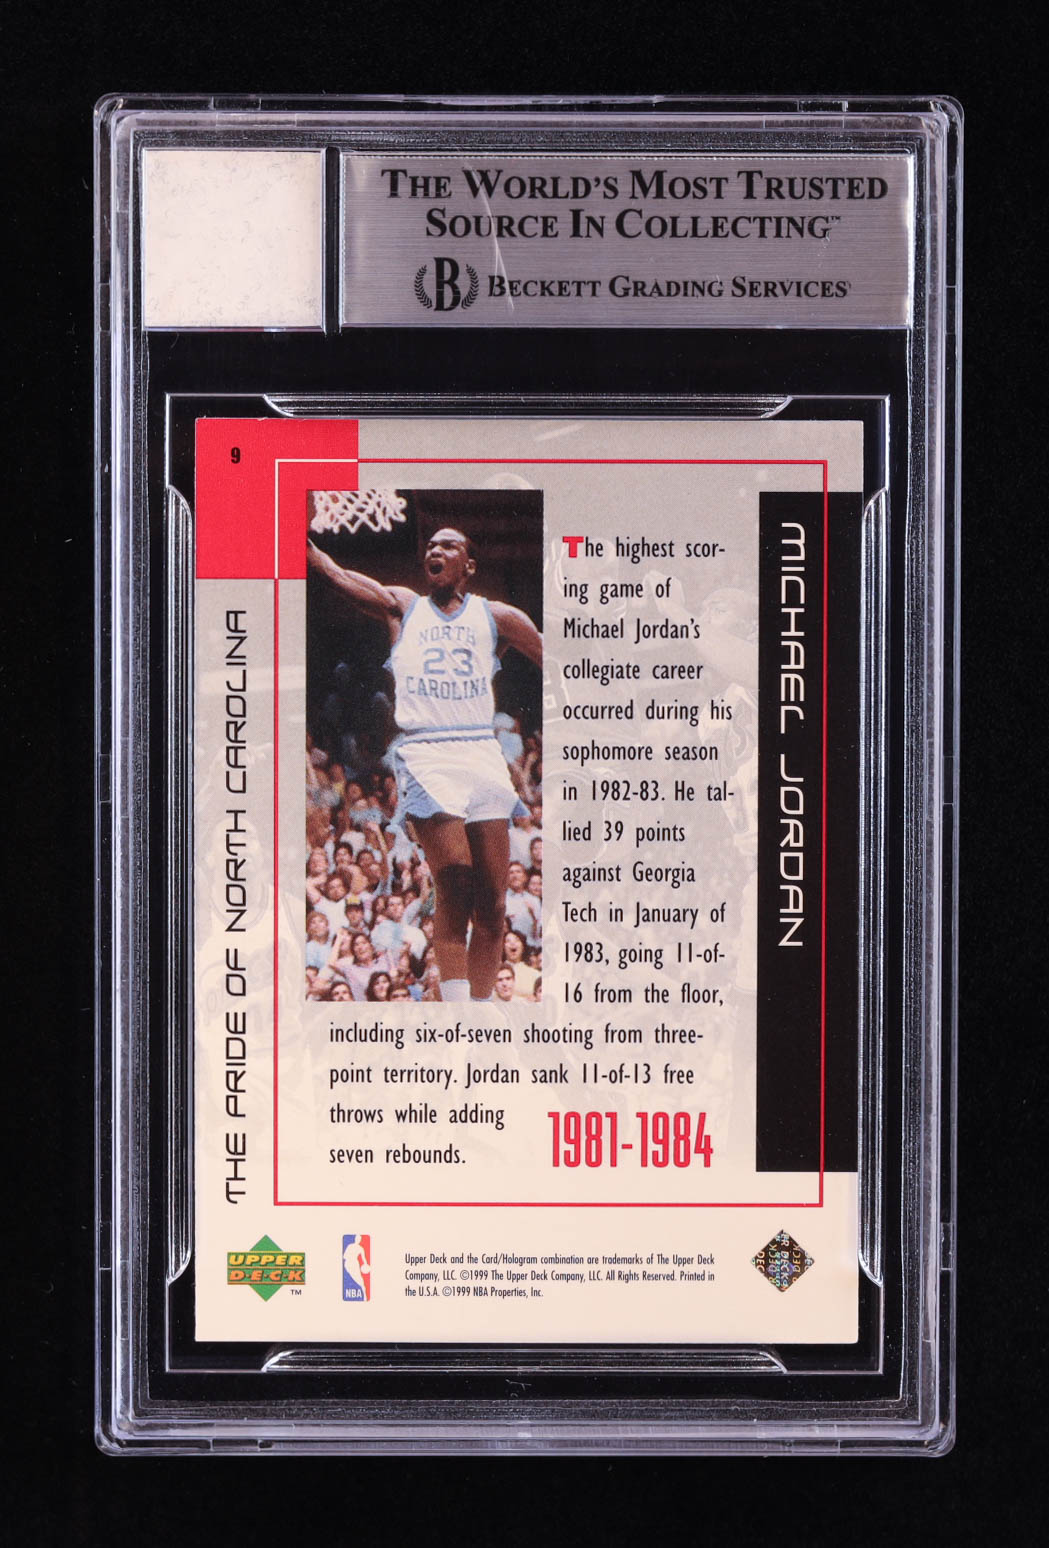 THE WORLD'S MOST TRUSTED
SOURCE IN COLLECTING™
B BECKETT GRADING SERVICES
9
THE PRIDE OF NORTH CAROLINA
NORTH
23
CAROLINA
The highest scor-
ing game of
Michael Jordan's
collegiate career
occurred during his
sophomore season
in 1982-83. He tal-
lied 39 points
against Georgia
Tech in January of
1983, going 11-of-
16 from the floor,
including six-of-seven shooting from three-
point territory. Jordan sank 11-of-13 free
throws while adding
seven rebounds.
1981-1984
MICHAEL JORDAN
UPPER
DECK
™
NBA
Upper Deck and the Card/Hologram combination are trademarks of The Upper Deck
Company, LLC. ©1999 The Upper Deck Company, LLC. All Rights Reserved. Printed in
the U.S.A. ©1999 NBA Properties, Inc.